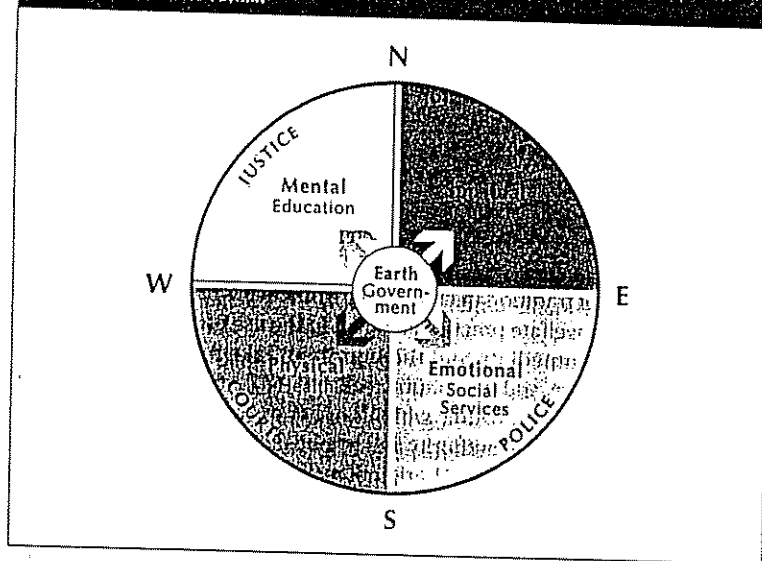 N
JUSTICE
Mental
Education
W
Earth
Govern-
ment
E
Physical
Health
Emotional
Social
Services
COURTS
POLICE
S